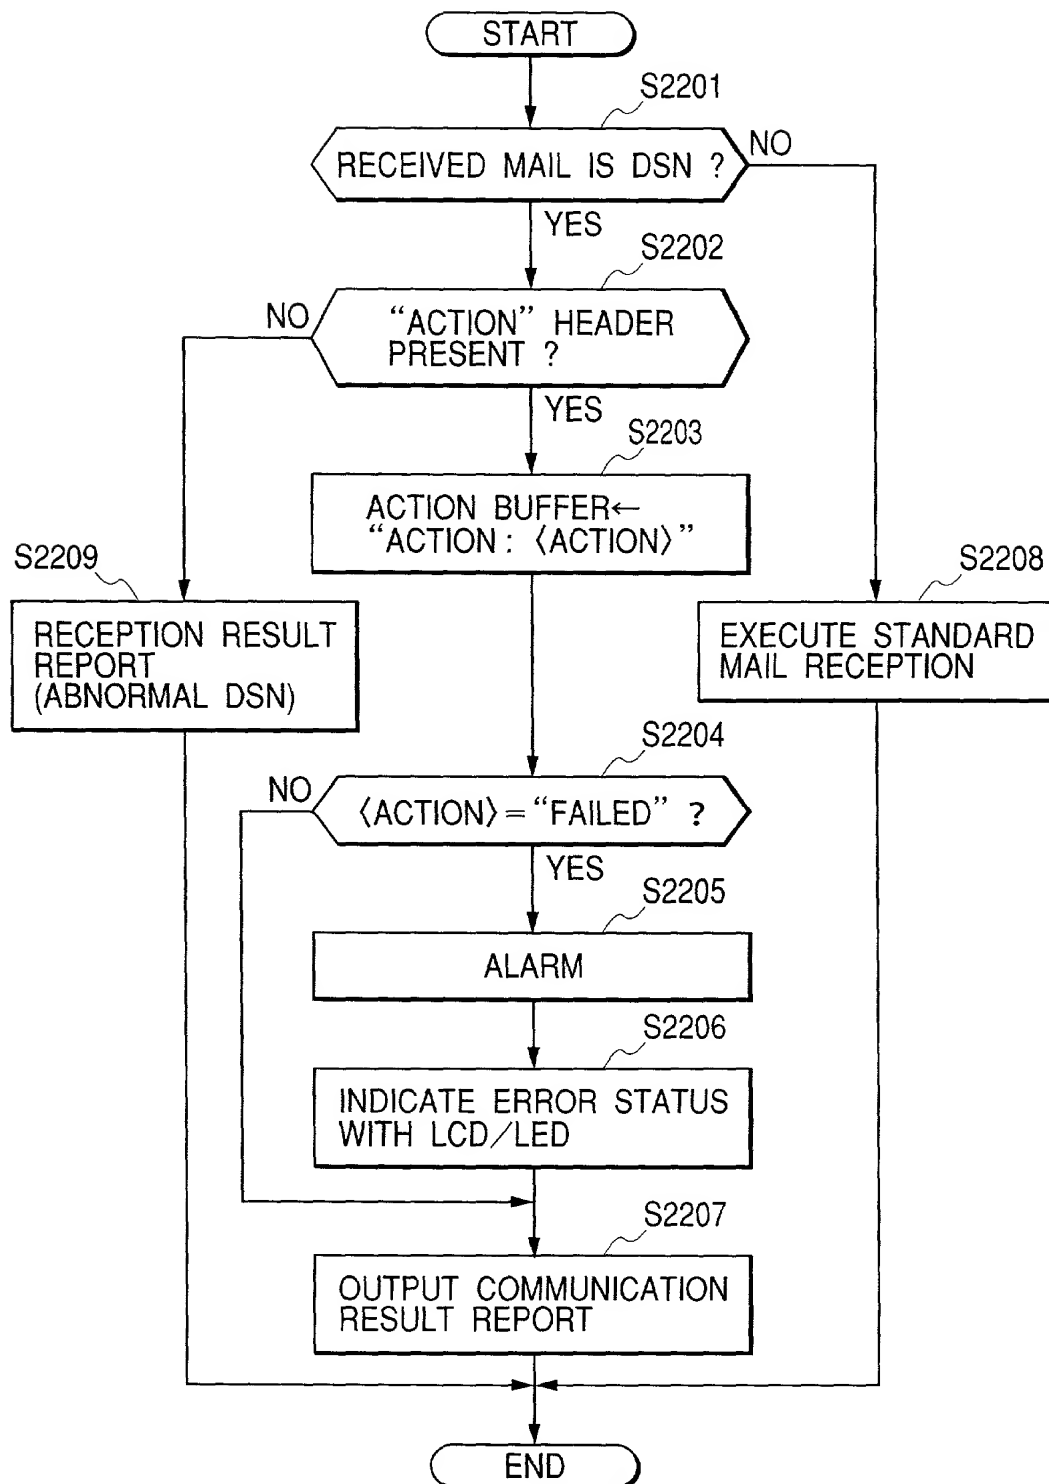 START
S2201
RECEIVED MAIL IS DSN ?
NO
YES
S2202
NO
“ACTION” HEADER
PRESENT ?
YES
S2203
ACTION BUFFER←
“ACTION : 〈ACTION〉”
S2209
S2208
RECEPTION RESULT
REPORT
(ABNORMAL DSN)
EXECUTE STANDARD
MAIL RECEPTION
S2204
NO
〈ACTION〉=“FAILED” ?
YES
S2205
ALARM
S2206
INDICATE ERROR STATUS
WITH LCD/LED
S2207
OUTPUT COMMUNICATION
RESULT REPORT
END